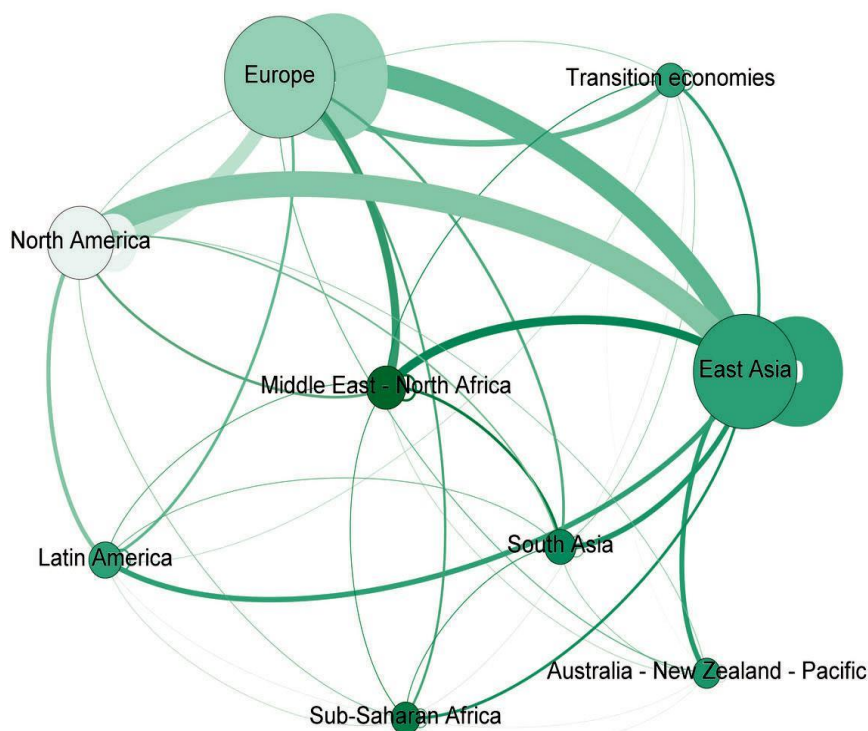 Europe
Transition economies
North America
East Asia
Middle East - North Africa
South Asia
Latin America
Australia - New Zealand - Pacific
Sub-Saharan Africa